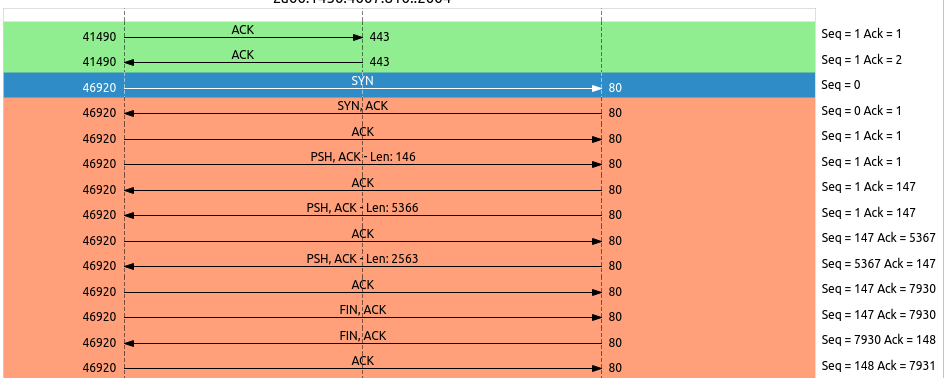 41490 ACK 443 Seq = 1 Ack = 1
41490 ACK 443 Seq = 1 Ack = 2
46920 SYN 80 Seq = 0
46920 SYN, ACK 80 Seq = 0 Ack = 1
46920 ACK 80 Seq = 1 Ack = 1
46920 PSH, ACK - Len: 146 80 Seq = 1 Ack = 1
46920 ACK 80 Seq = 1 Ack = 147
46920 PSH, ACK - Len: 5366 80 Seq = 1 Ack = 147
46920 ACK 80 Seq = 147 Ack = 5367
46920 PSH, ACK - Len: 2563 80 Seq = 5367 Ack = 147
46920 ACK 80 Seq = 147 Ack = 7930
46920 FIN, ACK 80 Seq = 147 Ack = 7930
46920 FIN, ACK 80 Seq = 7930 Ack = 148
46920 ACK 80 Seq = 148 Ack = 7931